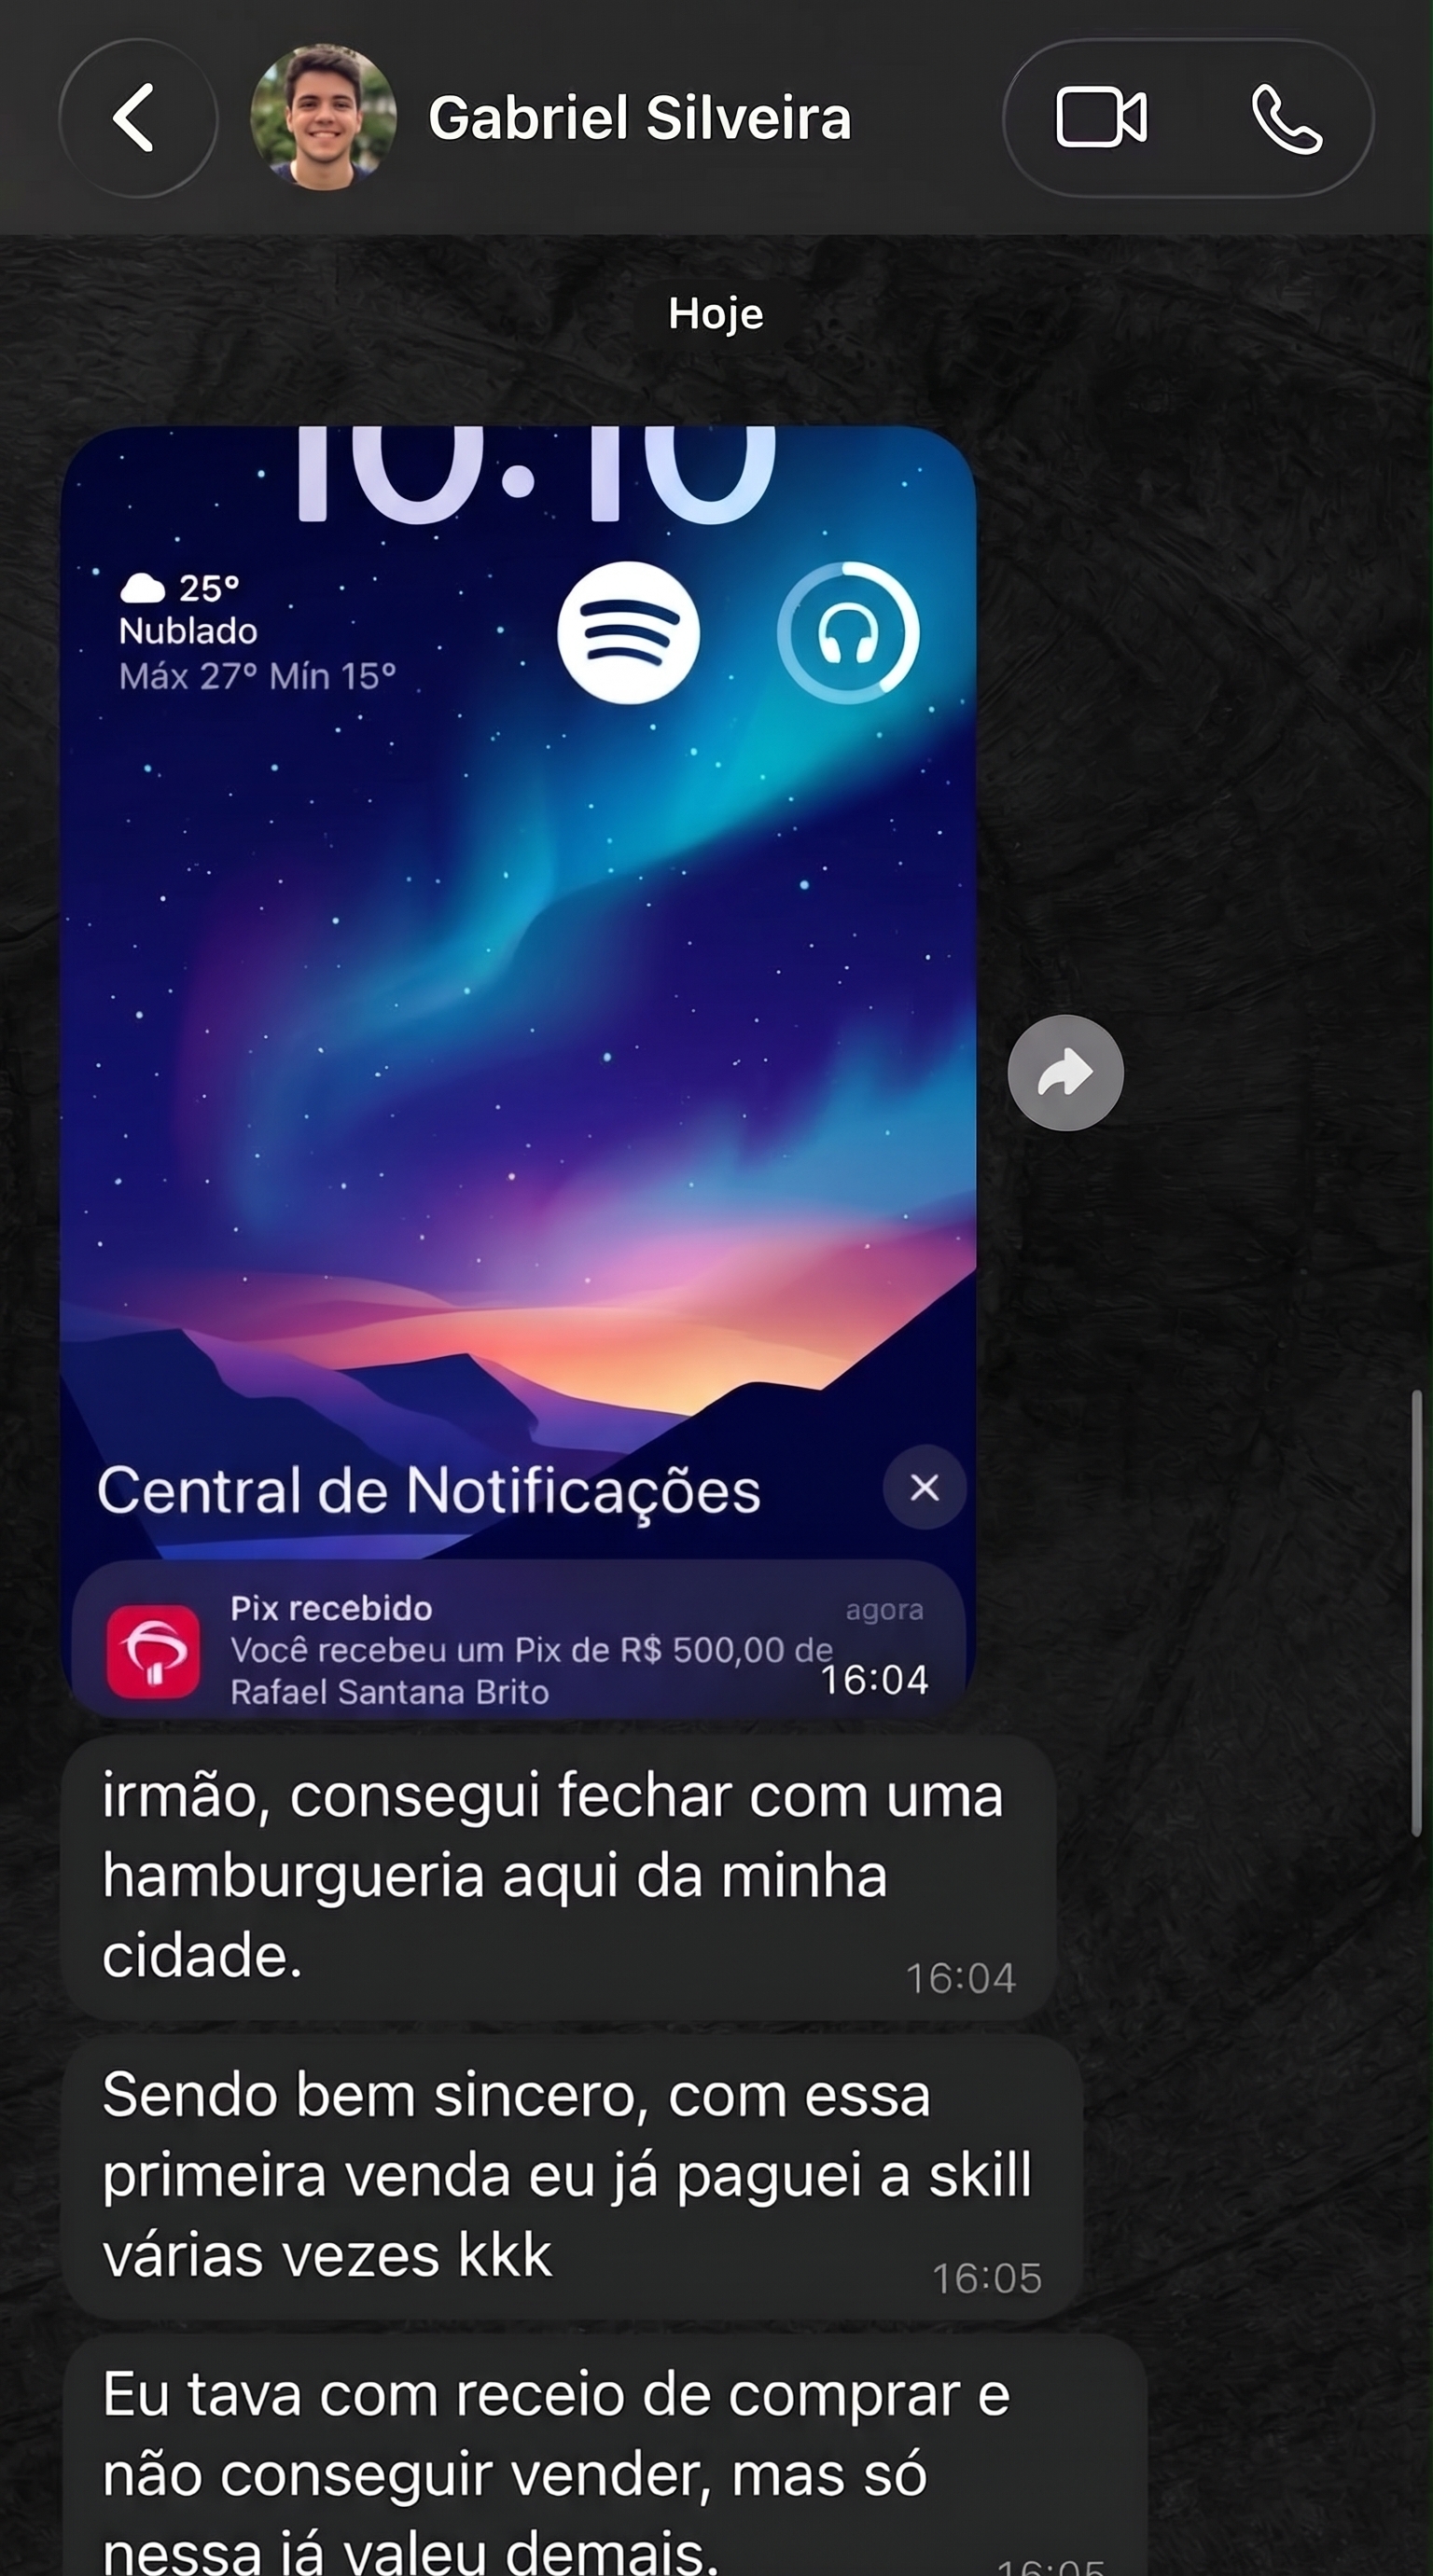 Gabriel Silveira
Hoje
25°
Nublado
Máx 27° Mín 15°
Central de Notificações
Pix recebido
agora
Você recebeu um Pix de R$ 500,00 de
Rafael Santana Brito
16:04
irmão, consegui fechar com uma
hamburgueria aqui da minha
cidade.
16:04
Sendo bem sincero, com essa
primeira venda eu já paguei a skill
várias vezes kkk
16:05
Eu tava com receio de comprar e
não conseguir vender, mas só
nessa já valeu demais.
16:05